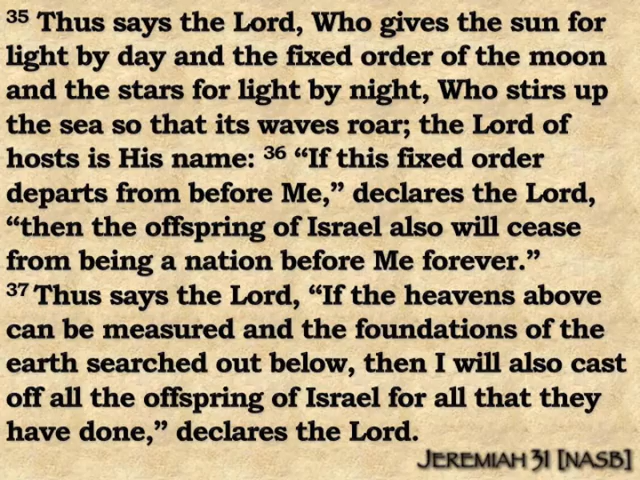 35 Thus says the Lord, Who gives the sun for
light by day and the fixed order of the moon
and the stars for light by night, Who stirs up
the sea so that its waves roar; the Lord of
hosts is His name: 36 “If this fixed order
departs from before Me,” declares the Lord,
“then the offspring of Israel also will cease
from being a nation before Me forever.”
37 Thus says the Lord, “If the heavens above
can be measured and the foundations of the
earth searched out below, then I will also cast
off all the offspring of Israel for all that they
have done,” declares the Lord.
JEREMIAH 31 [NASB]